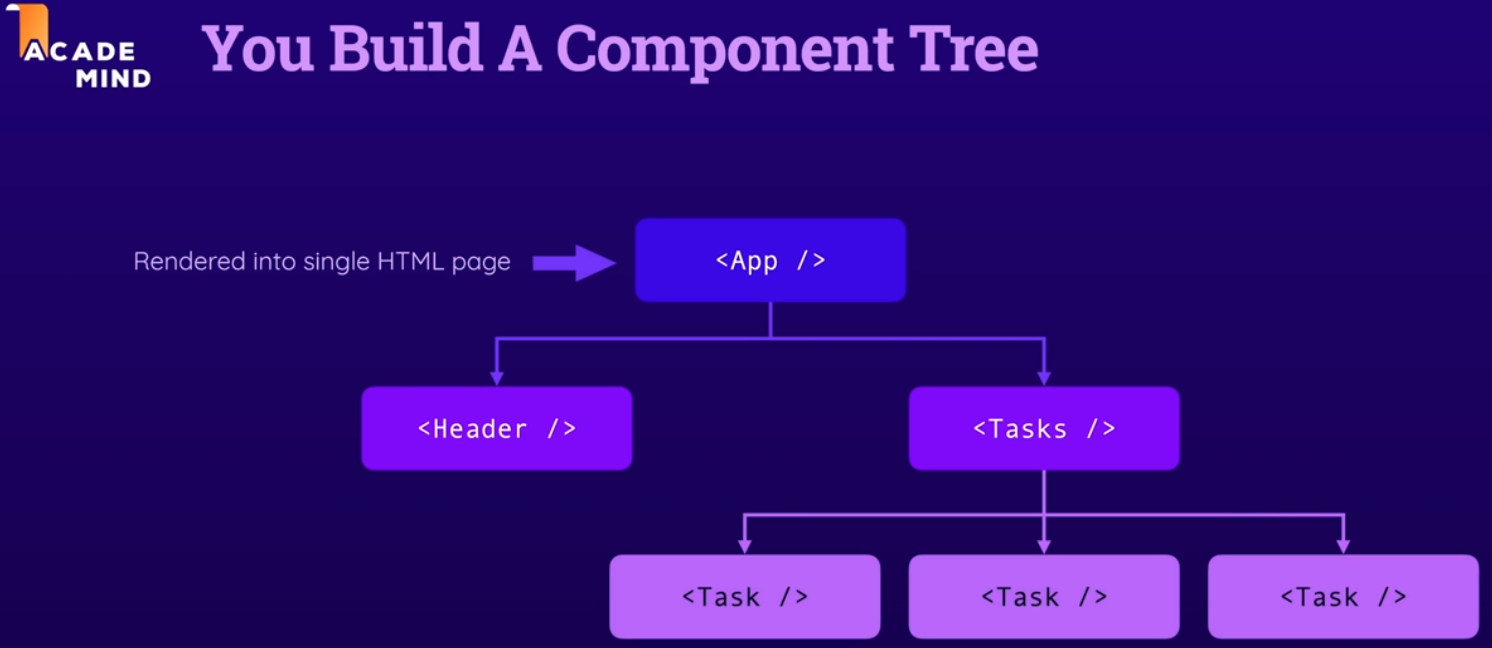 ACADE
MIND
You Build A Component Tree
Rendered into single HTML page
<App />
<Header />
<Tasks />
<Task />
<Task />
<Task />